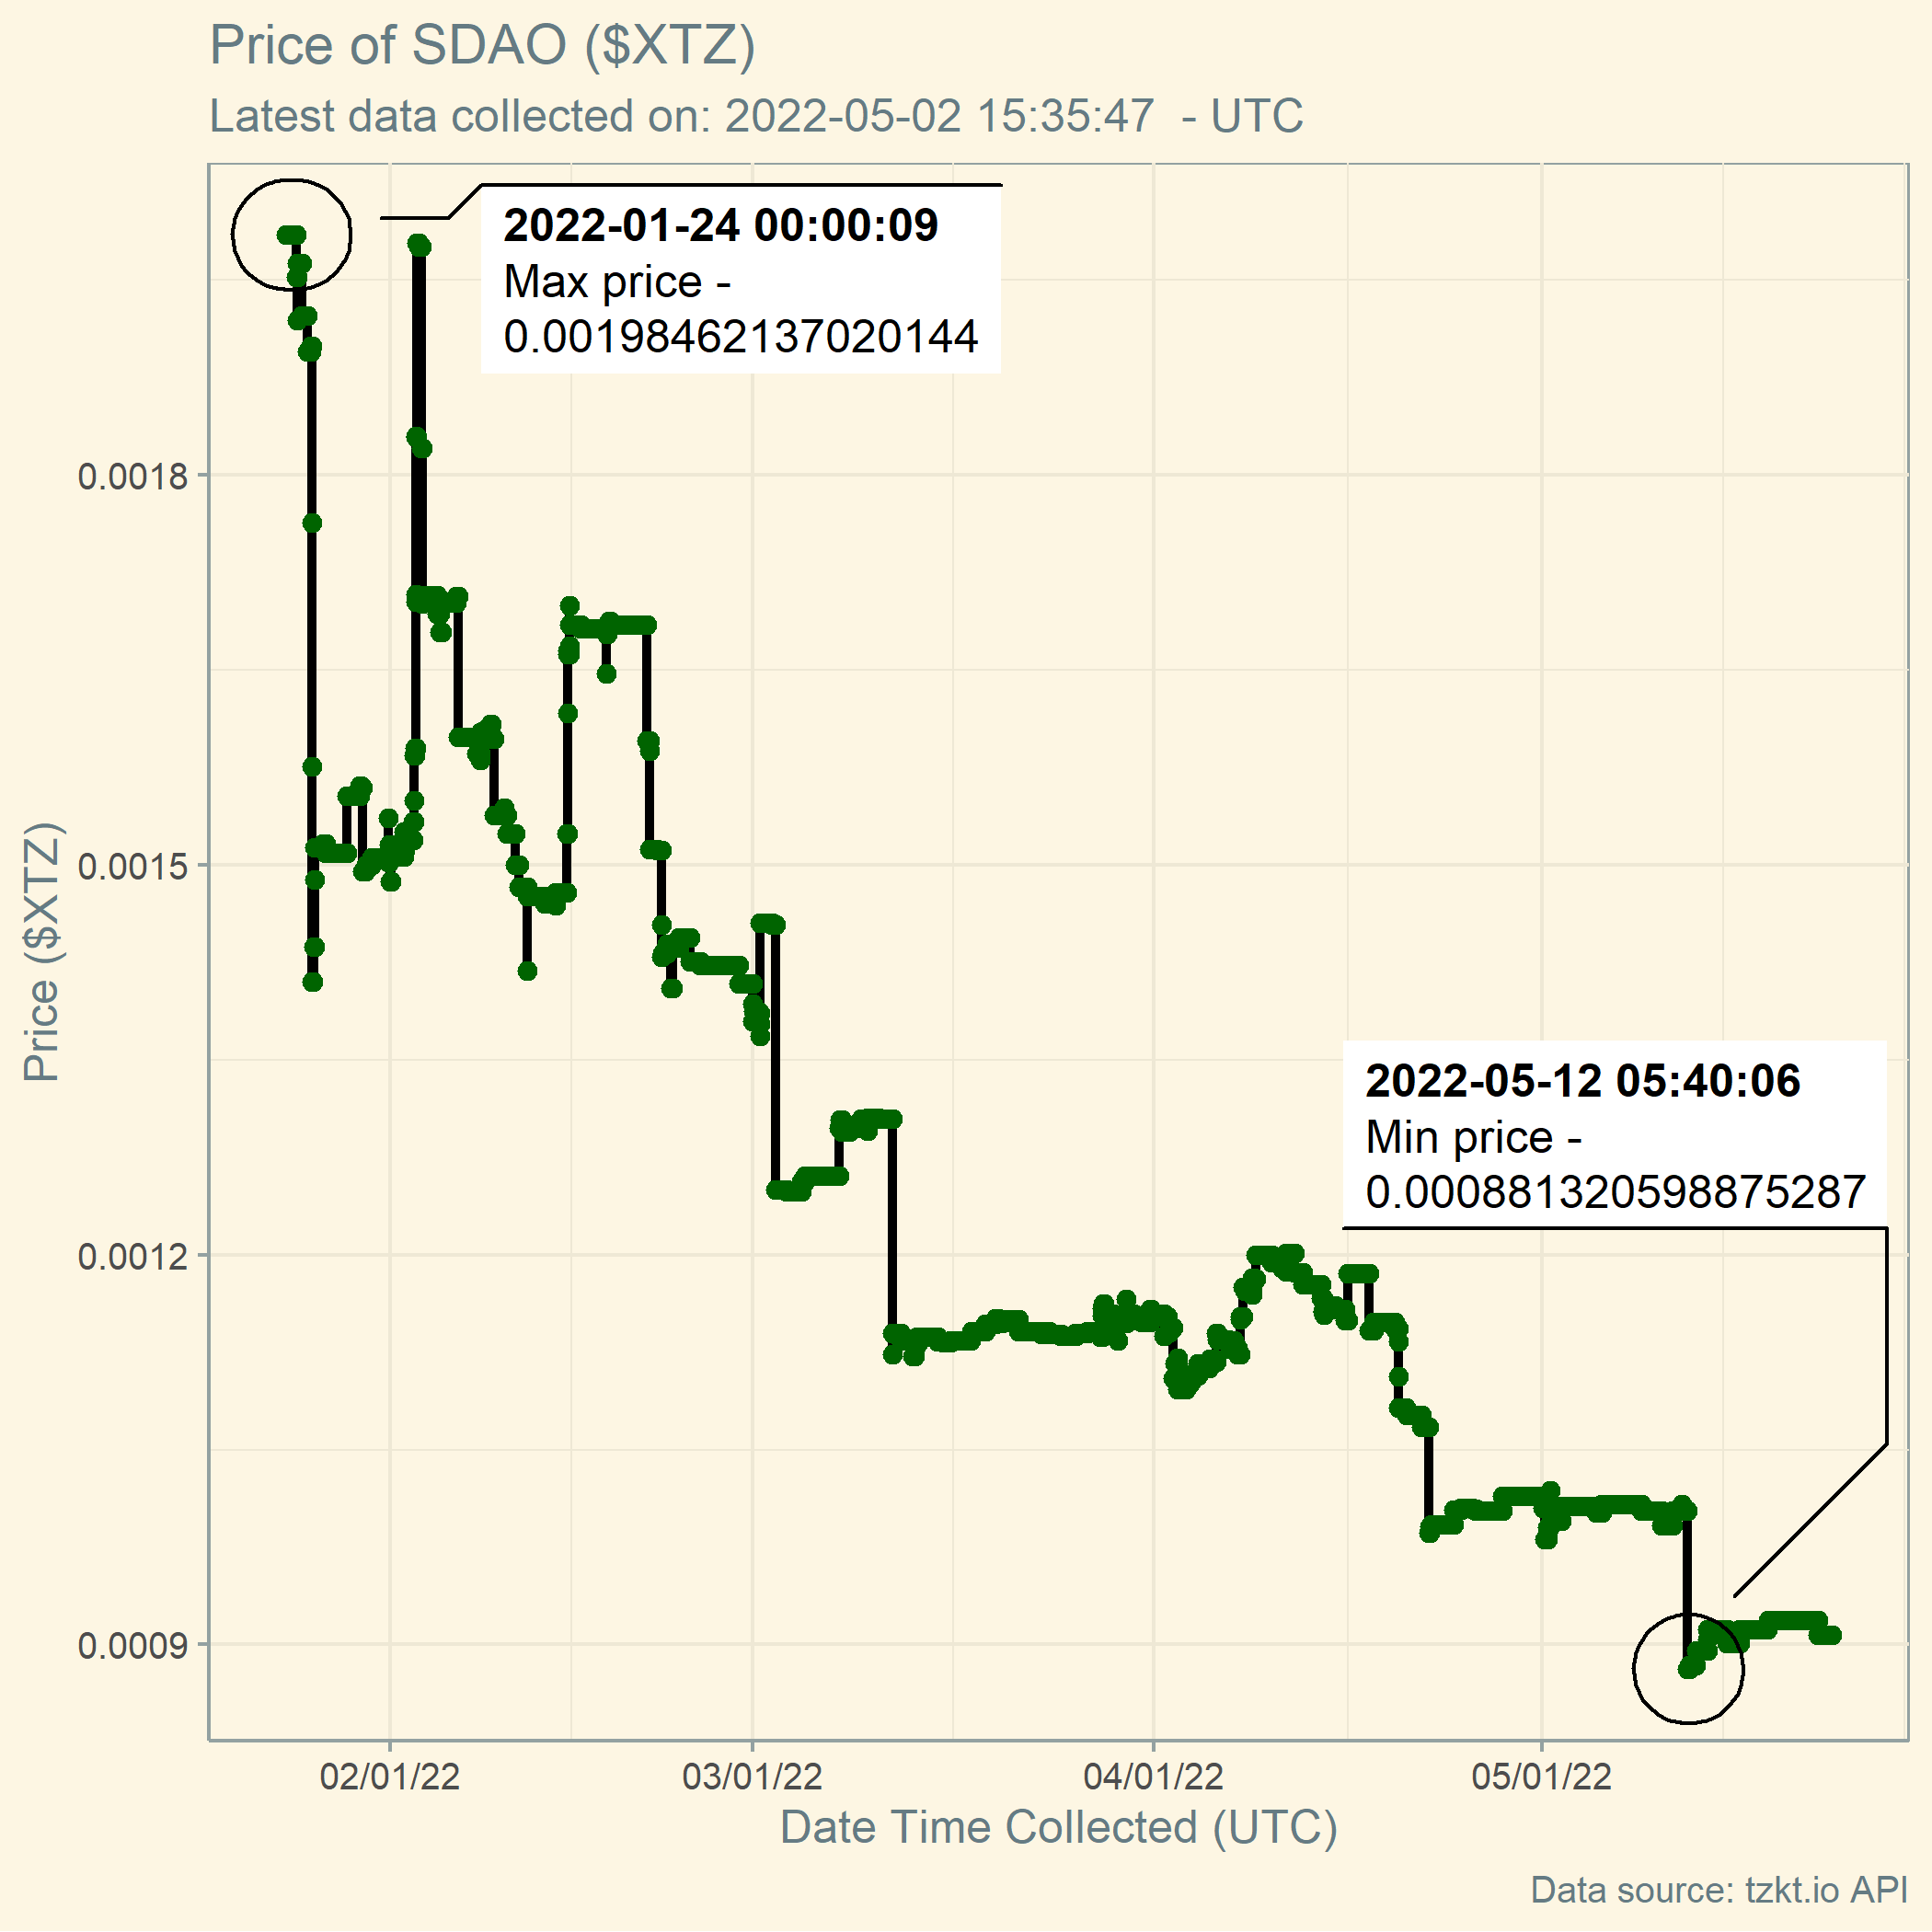 Price of SDAO ($XTZ)
Latest data collected on: 2022-05-02 15:35:47  - UTC
2022-01-24 00:00:09
Max price -
0.00198462137020144
0.0018
0.0015
0.0012
0.0009
Price ($XTZ)
2022-05-12 05:40:06
Min price -
0.000881320598875287
02/01/22
03/01/22
04/01/22
05/01/22
Date Time Collected (UTC)
Data source: tzkt.io API